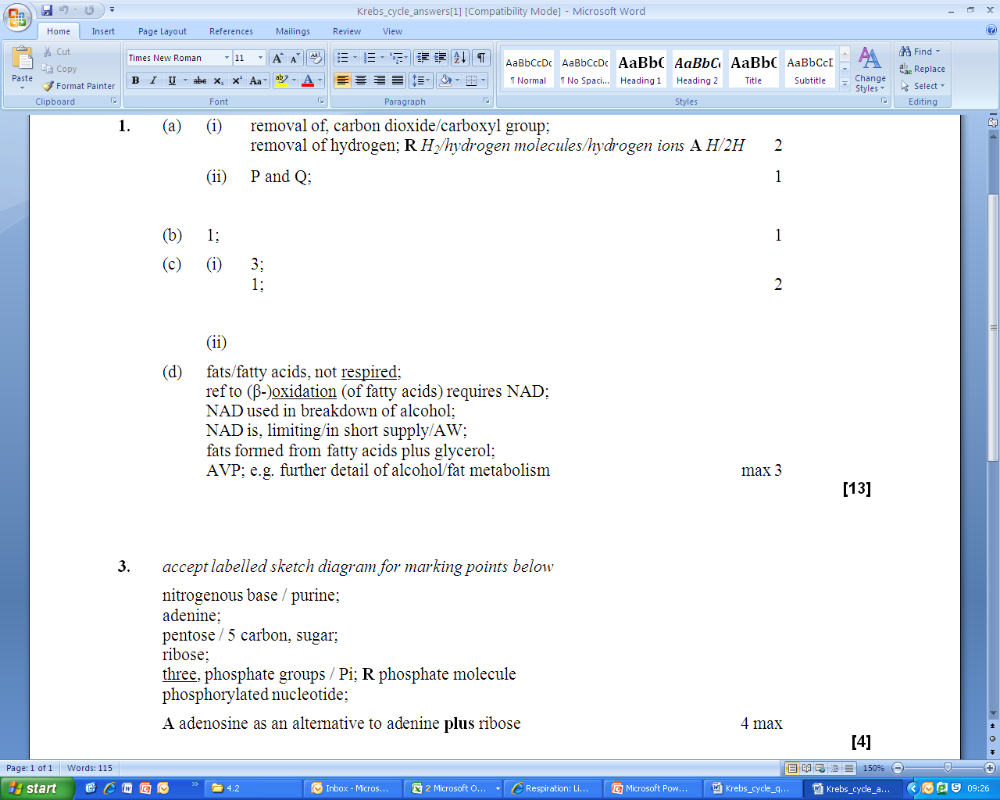 Krebs_cycle_answers[1] [Compatibility Mode] - Microsoft Word
Home Insert Page Layout References Mailings Review View
Paste
Cut
Copy
Format Painter
Clipboard
Times New Roman 11
B I U abc X₂ X² Aa ab A
Font
Paragraph
AaBbCcDc AaBbCcDc AaBbC AaBbCc AaBbC AaBbCcI
¶ Normal ¶ No Spaci... Heading 1 Heading 2 Title Subtitle
Change Styles
Styles
Find
Replace
Select
Editing
1. (a) (i) removal of, carbon dioxide/carboxyl group;
removal of hydrogen; R H₂/hydrogen molecules/hydrogen ions A H/2H 2
(ii) P and Q; 1
(b) 1; 1
(c) (i) 3;
1; 2
(ii)
(d) fats/fatty acids, not respired;
ref to (β-)oxidation (of fatty acids) requires NAD;
NAD used in breakdown of alcohol;
NAD is, limiting/in short supply/AW;
fats formed from fatty acids plus glycerol;
AVP; e.g. further detail of alcohol/fat metabolism max 3
[13]
3. accept labelled sketch diagram for marking points below
nitrogenous base / purine;
adenine;
pentose / 5 carbon, sugar;
ribose;
three, phosphate groups / Pi; R phosphate molecule
phosphorylated nucleotide;
A adenosine as an alternative to adenine plus ribose 4 max
[4]
Page: 1 of 1 Words: 115 150%
start 4.2 Inbox - Micros... 2 Microsoft O... Respiration: Li... Microsoft Pow... Krebs_cycle_q... Krebs_cycle_a... 09:26